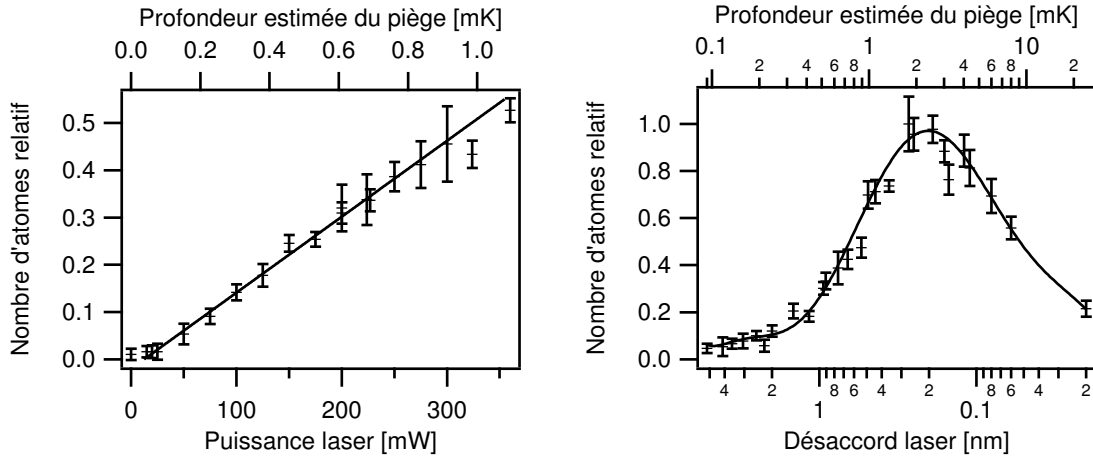 Profondeur estimée du piège [mK]
0.0 0.2 0.4 0.6 0.8 1.0
Nombre d'atomes relatif
0.5
0.4
0.3
0.2
0.1
0.0
0 100 200 300
Puissance laser [mW]
Profondeur estimée du piège [mK]
0.1 2 4 6 8 1 2 4 6 8 10 2
Nombre d'atomes relatif
1.0
0.8
0.6
0.4
0.2
0.0
4 2 1 8 6 4 2 0.1 8 6 4 2
Désaccord laser [nm]